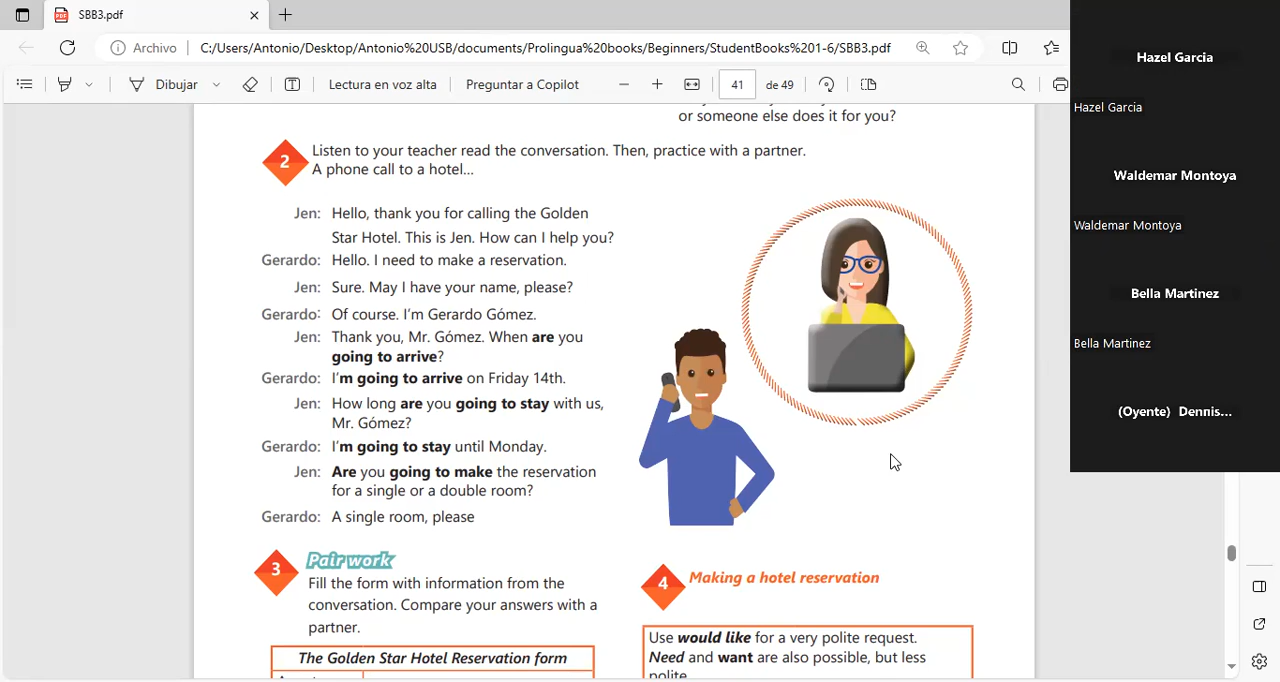 SBB3.pdf
Archivo
C:/Users/Antonio/Desktop/Antonio%20USB/documents/Prolingua%20books/Beginners/StudentBooks%201-6/SBB3.pdf
Dibujar
Lectura en voz alta
Preguntar a Copilot
41
de 49
or someone else does it for you?
2
Listen to your teacher read the conversation. Then, practice with a partner.
A phone call to a hotel...
Jen: Hello, thank you for calling the Golden
Star Hotel. This is Jen. How can I help you?
Gerardo: Hello. I need to make a reservation.
Jen: Sure. May I have your name, please?
Gerardo: Of course. I'm Gerardo Gómez.
Jen: Thank you, Mr. Gómez. When are you
going to arrive?
Gerardo: I'm going to arrive on Friday 14th.
Jen: How long are you going to stay with us,
Mr. Gómez?
Gerardo: I'm going to stay until Monday.
Jen: Are you going to make the reservation
for a single or a double room?
Gerardo: A single room, please
3
Pair work
Fill the form with information from the
conversation. Compare your answers with a
partner.
The Golden Star Hotel Reservation form
4
Making a hotel reservation
Use would like for a very polite request.
Need and want are also possible, but less
polite
Hazel Garcia
Hazel Garcia
Waldemar Montoya
Waldemar Montoya
Bella Martinez
Bella Martinez
(Oyente) Dennis...